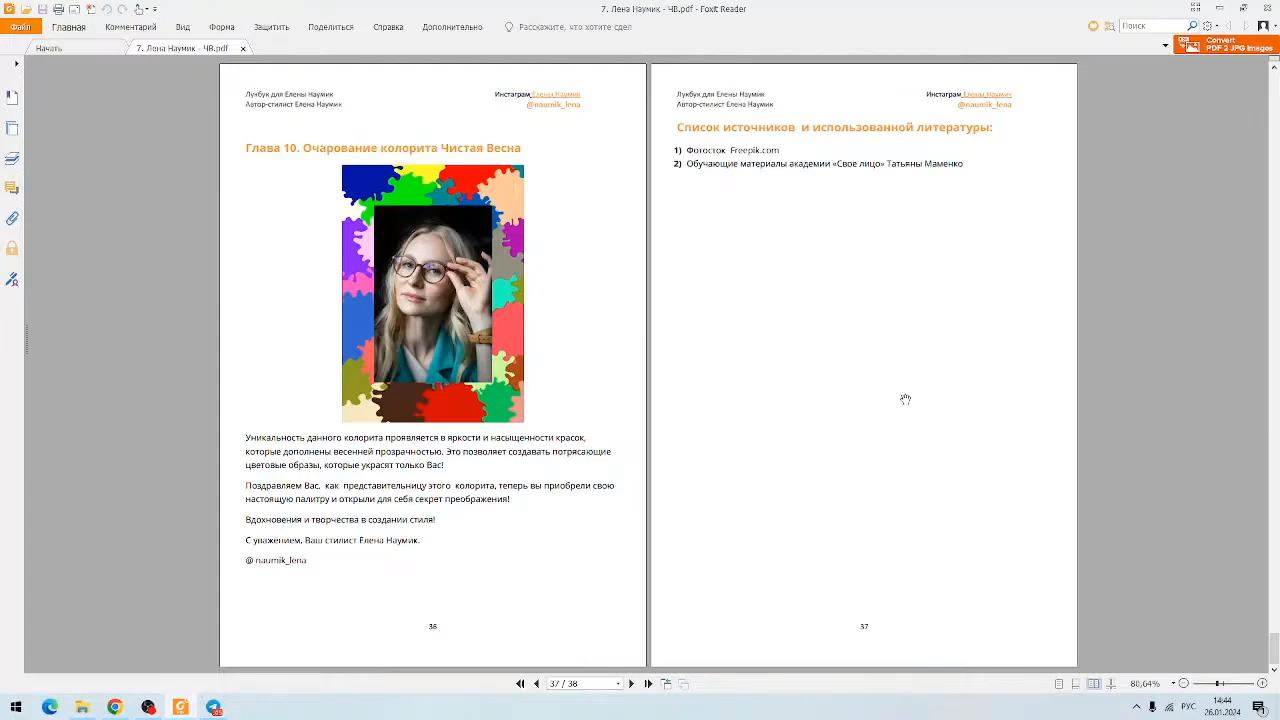 7. Лена Наумик - ЧВ.pdf - Foxit Reader
Файл
Главная
Комментарий
Вид
Форма
Защитить
Поделиться
Справка
Дополнительно
Расскажите, что хотите сдел
Поиск
Начать
7. Лена Наумик - ЧВ.pdf
Convert
PDF 2 JPG Images
Лукбук для Елены Наумик
Автор-стилист Елена Наумик
Инстаграм Елены Наумик
@naumik_lena
Глава 10. Очарование колорита Чистая Весна
Уникальность данного колорита проявляется в яркости и насыщенности красок,
которые дополнены весенней прозрачностью. Это позволяет создавать потрясающие
цветовые образы, которые украсят только Вас!
Поздравляем Вас, как представительницу этого колорита, теперь вы приобрели свою
настоящую палитру и открыли для себя секрет преображения!
Вдохновения и творчества в создании стиля!
С уважением, Ваш стилист Елена Наумик.
@ naumik_lena
36
Лукбук для Елены Наумик
Автор-стилист Елена Наумик
Инстаграм Елены Наумик
@naumik_lena
Список источников и использованной литературы:
1) Фотосток Freepik.com
2) Обучающие материалы академии «Свое лицо» Татьяны Маменко
37
37 / 38
80,64%
РУС
14:44
26.01.2024